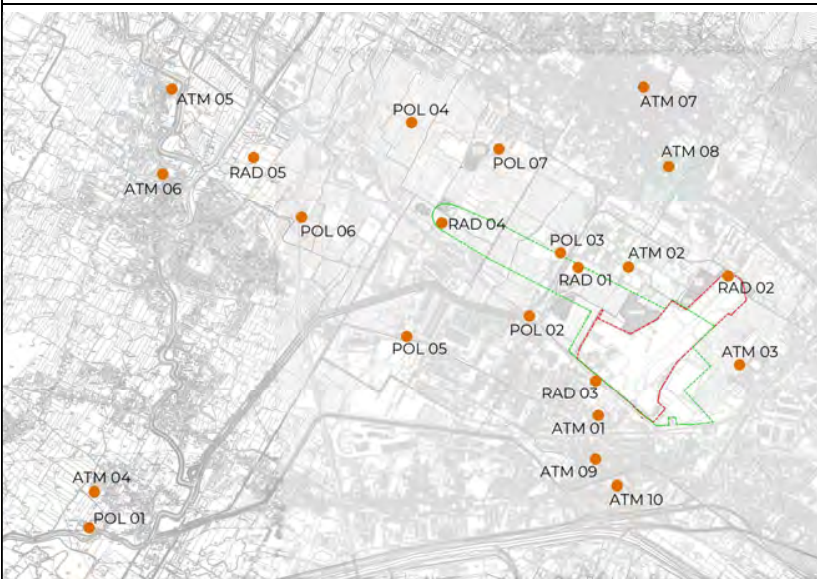 ATM 05
ATM 07
POL 04
ATM 08
POL 07
RAD 05
ATM 06
POL 06
RAD 04
POL 03
ATM 02
RAD 01
RAD 02
POL 02
POL 05
ATM 03
RAD 03
ATM 01
ATM 09
ATM 04
ATM 10
POL 01